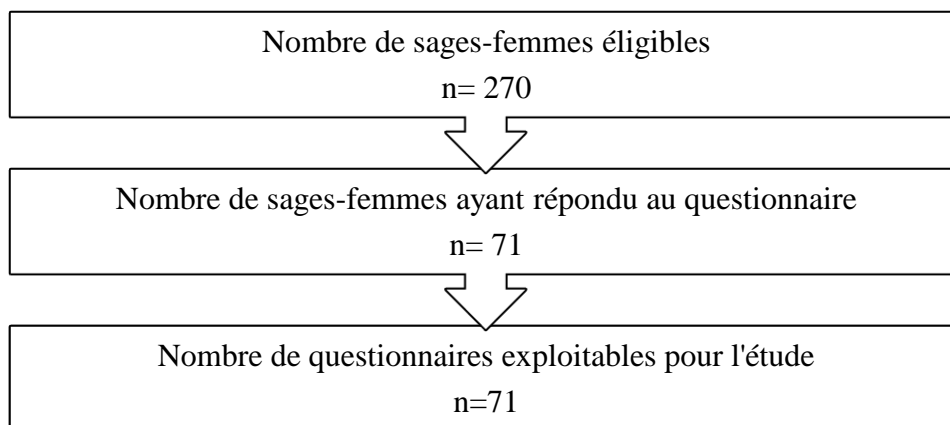 Nombre de sages-femmes éligibles
n= 270
Nombre de sages-femmes ayant répondu au questionnaire
n= 71
Nombre de questionnaires exploitables pour l'étude
n=71